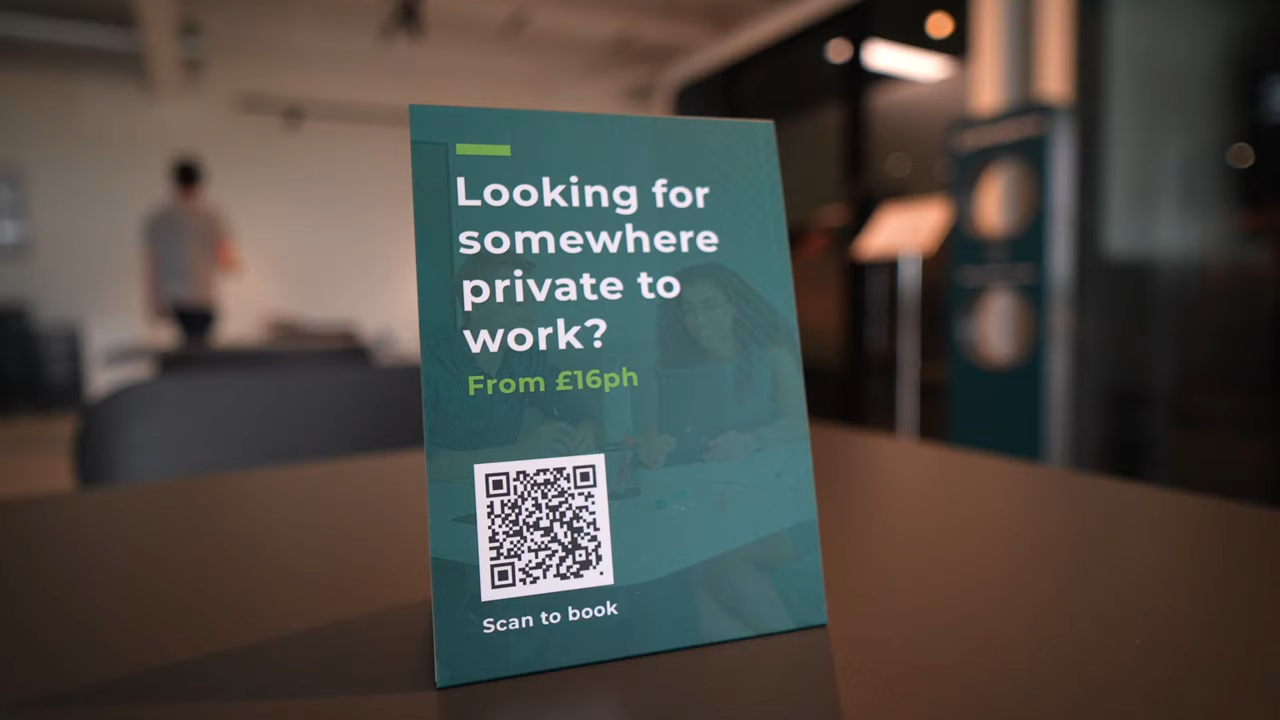 Looking for
somewhere
private to
work?
From £16ph
Scan to book